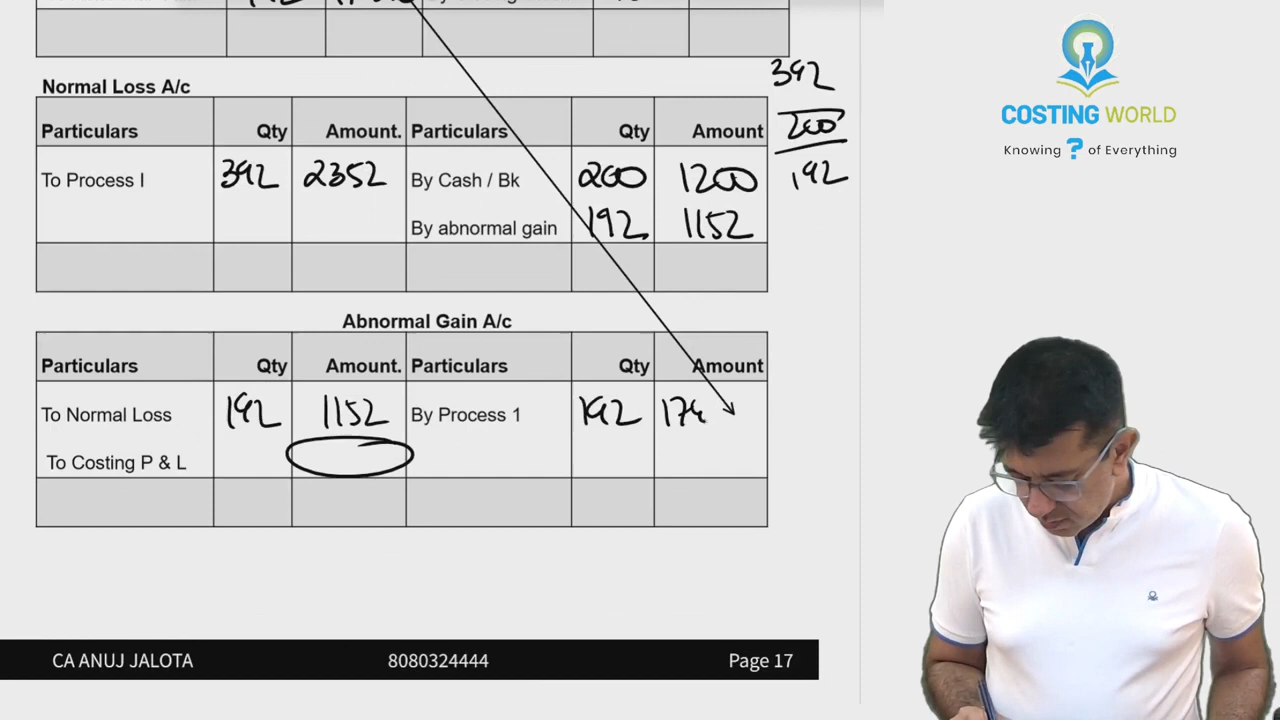 392
200
192
COSTING WORLD
Knowing ? of Everything
Normal Loss A/c
Particulars Qty Amount. Particulars Qty Amount
To Process I 392 2352 By Cash / Bk 200 1200
By abnormal gain 192 1152
Abnormal Gain A/c
Particulars Qty Amount. Particulars Qty Amount
To Normal Loss 192 1152 By Process 1 192
To Costing P & L
CA ANUJ JALOTA 8080324444 Page 17